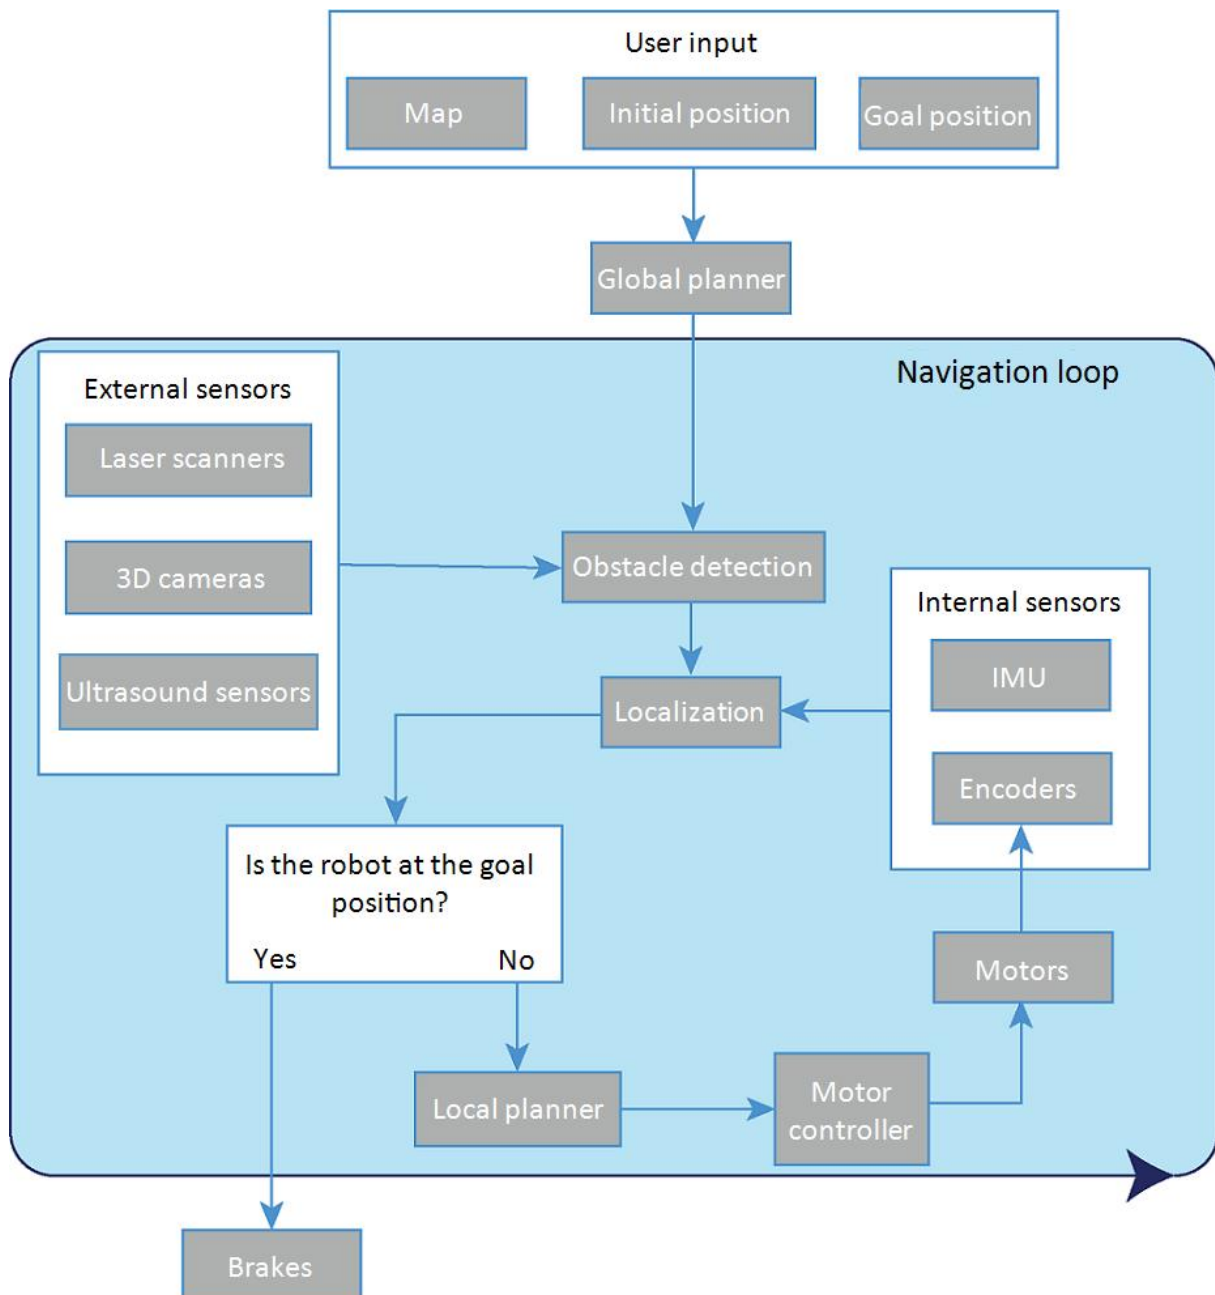 User input
Map
Initial position
Goal position
Global planner
Navigation loop
External sensors
Laser scanners
3D cameras
Ultrasound sensors
Obstacle detection
Internal sensors
IMU
Localization
Encoders
Is the robot at the goal
position?
Yes
No
Motors
Local planner
Motor
controller
Brakes